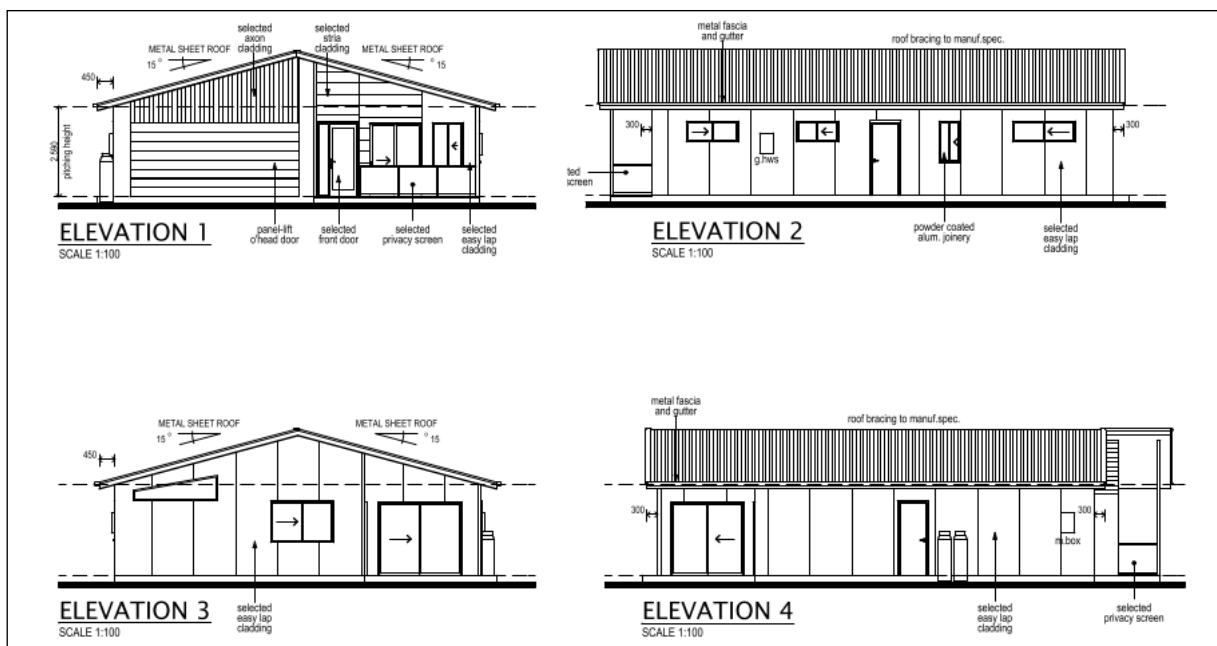 selected
axon
cladding
selected
stria
cladding
METAL SHEET ROOF
15 °
METAL SHEET ROOF
° 15
450
2,590
pitching height
panel-lift
o'head door
selected
front door
selected
privacy screen
selected
easy lap
cladding
ELEVATION 1
SCALE 1:100
metal fascia
and gutter
roof bracing to manuf.spec.
300
300
g.hws
ted
screen
powder coated
alum. joinery
selected
easy lap
cladding
ELEVATION 2
SCALE 1:100
METAL SHEET ROOF
15 °
METAL SHEET ROOF
° 15
450
selected
easy lap
cladding
ELEVATION 3
SCALE 1:100
metal fascia
and gutter
roof bracing to manuf.spec.
300
300
m.box
selected
easy lap
cladding
selected
privacy screen
ELEVATION 4
SCALE 1:100